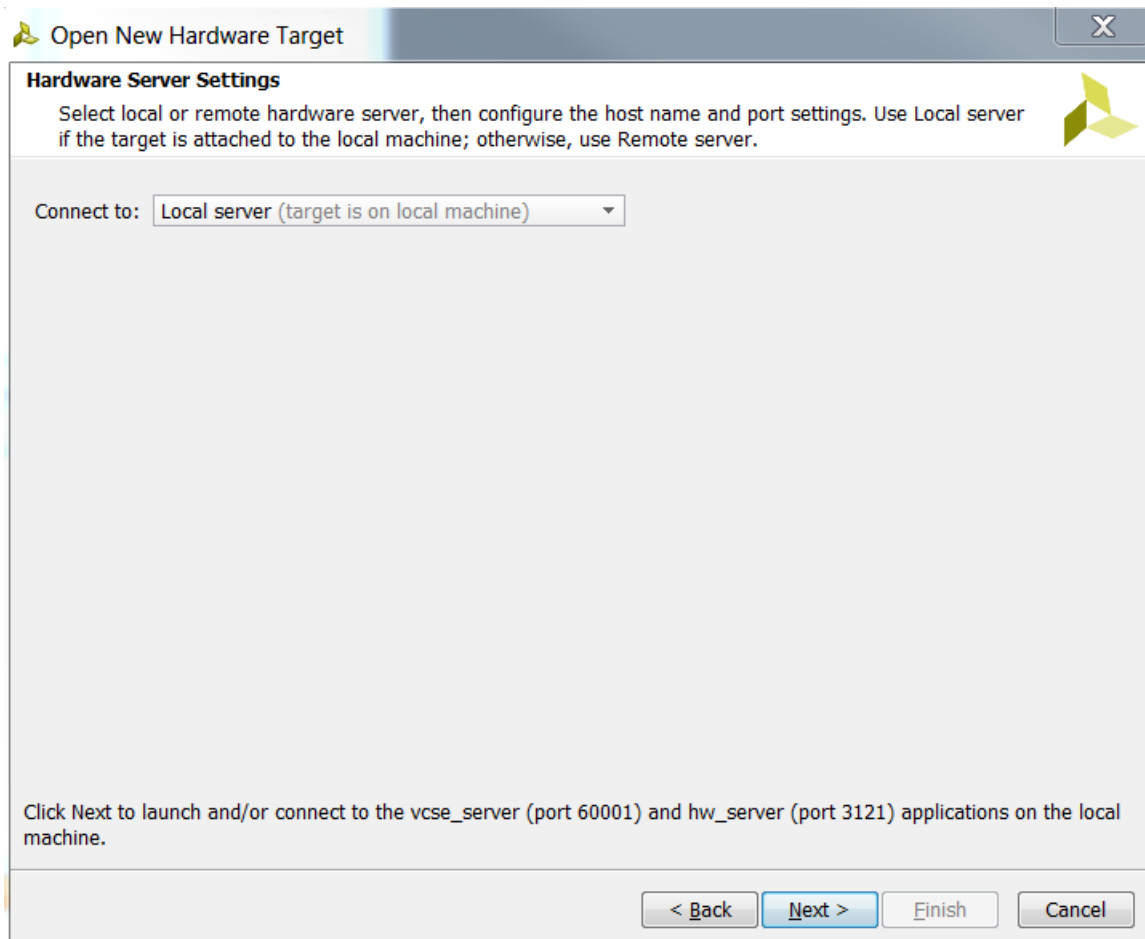 Open New Hardware Target
Hardware Server Settings
Select local or remote hardware server, then configure the host name and port settings. Use Local server
if the target is attached to the local machine; otherwise, use Remote server.
Connect to: Local server (target is on local machine)
Click Next to launch and/or connect to the vcse_server (port 60001) and hw_server (port 3121) applications on the local
machine.
< Back Next > Finish Cancel